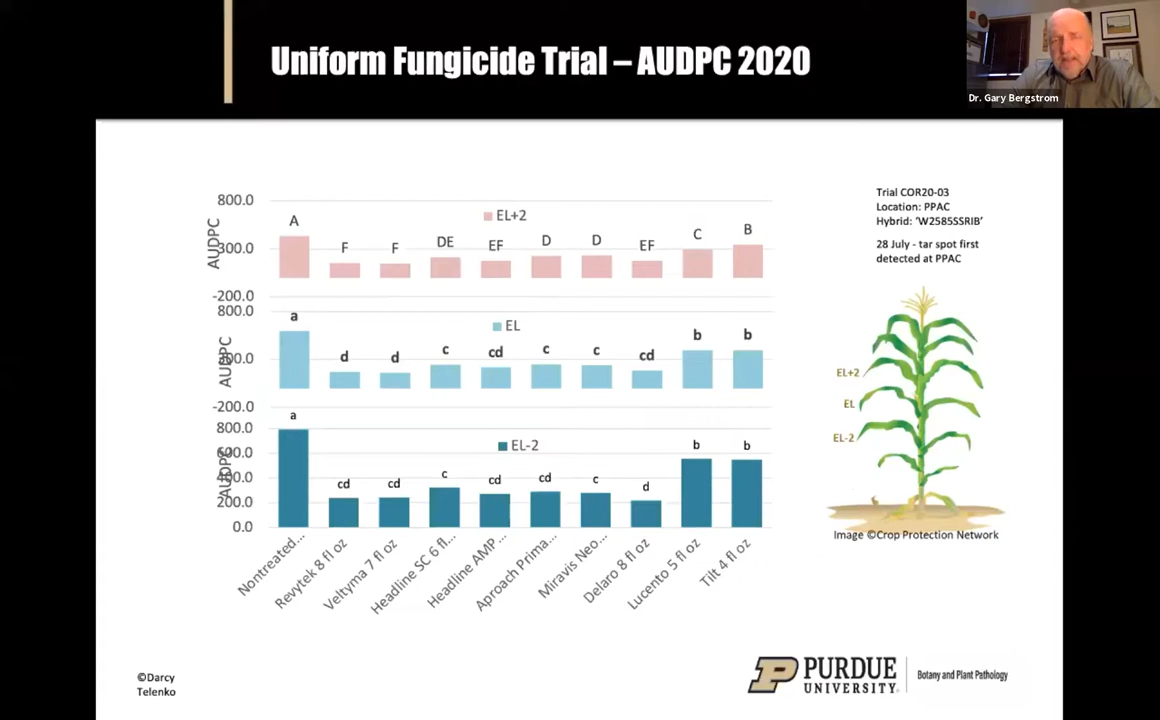 Uniform Fungicide Trial – AUDPC 2020
Dr. Gary Bergstrom
Trial COR20-03
Location: PPAC
Hybrid: ‘W2585SSRIB’
28 July - tar spot first
detected at PPAC
800.0
300.0
-200.0
AUDPC
EL+2
A F F DE EF D D EF C B
800.0
300.0
-200.0
AUDPC
EL
a d d c cd c c cd b b
800.0
600.0
400.0
200.0
0.0
AUDPC
EL-2
a cd cd c cd cd c d b b
Nontreated...
Revytek 8 fl oz
Veltyma 7 fl oz
Headline SC 6 fl...
Headline AMP...
Aproach Prima...
Miravis Neo...
Delaro 8 fl oz
Lucento 5 fl oz
Tilt 4 fl oz
EL+2
EL
EL-2
Image ©Crop Protection Network
©Darcy
Telenko
P PURDUE
UNIVERSITY.
Botany and Plant Pathology